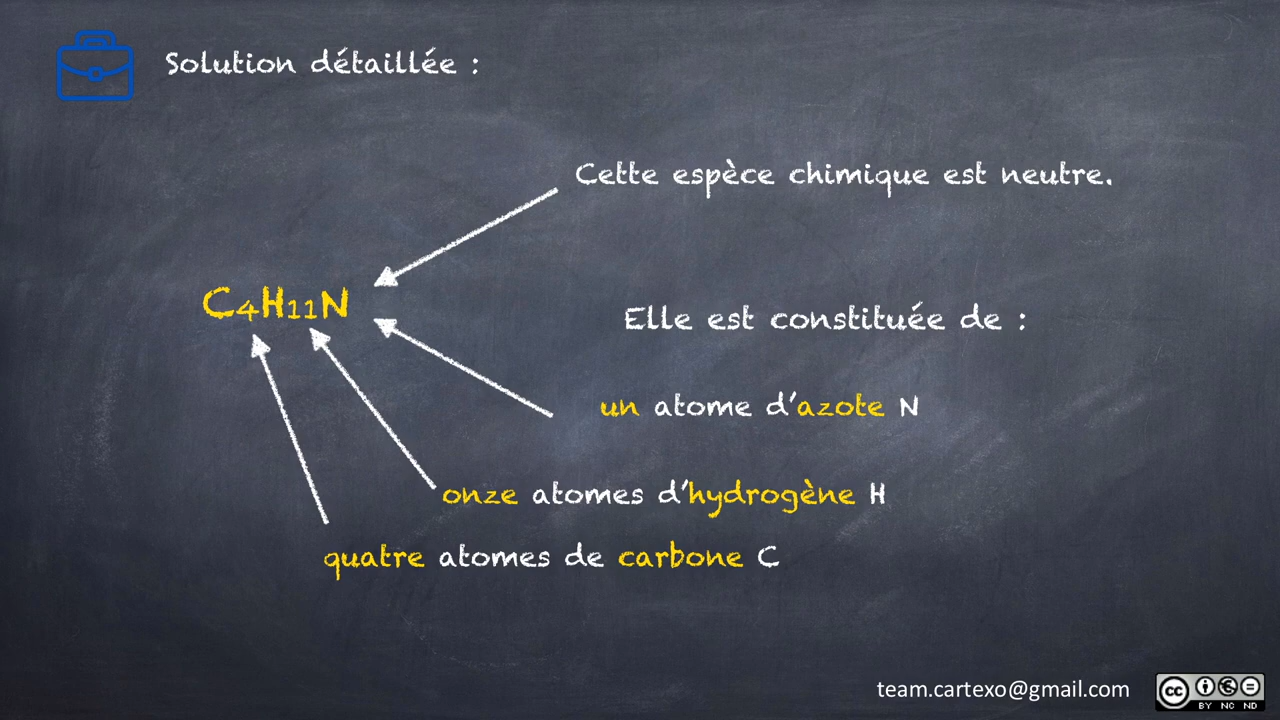 Solution détaillée :
Cette espèce chimique est neutre.
C₄H₁₁N
Elle est constituée de :
un atome d’azote N
onze atomes d’hydrogène H
quatre atomes de carbone C
team.cartexo@gmail.com
cc
BY NC ND